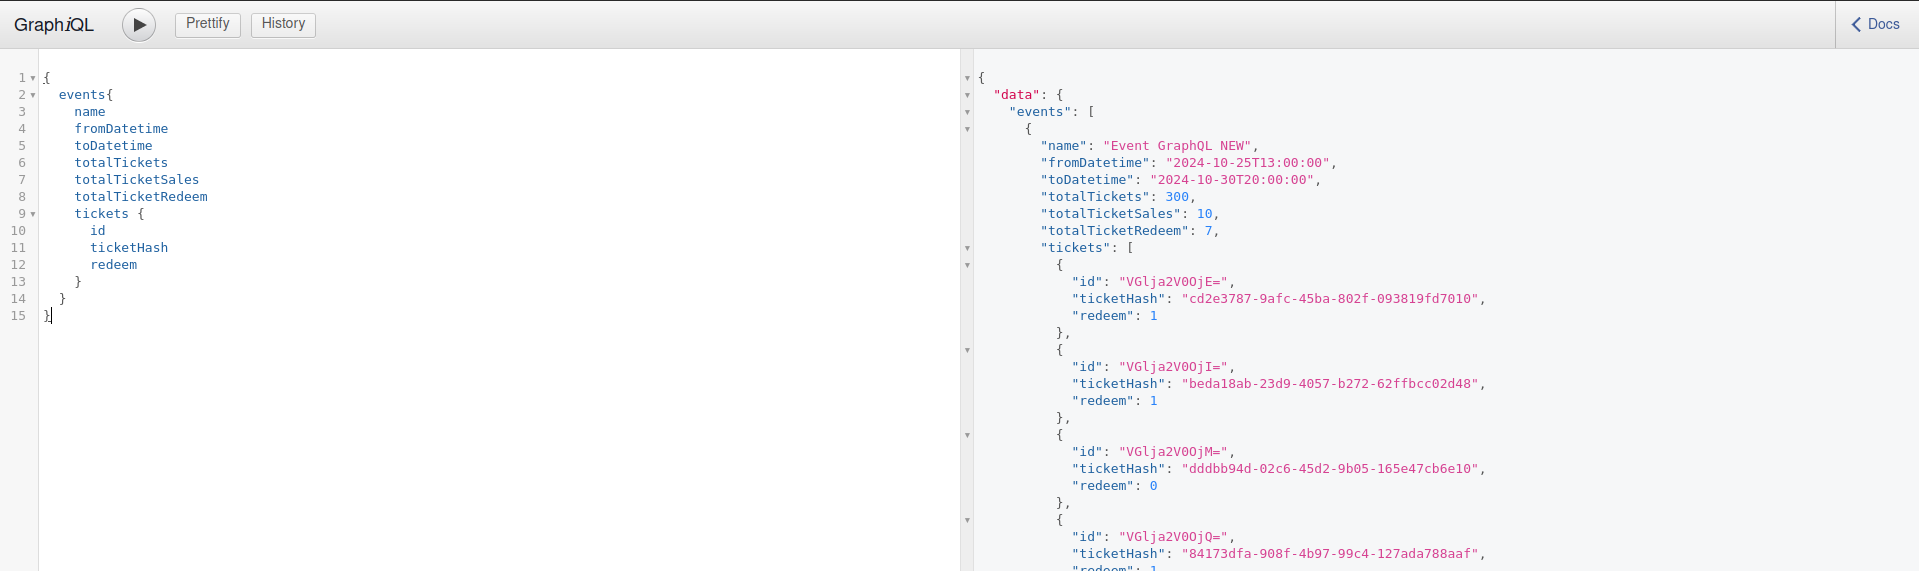 GraphiQL Prettify History Docs
1 {
2 events{
3 name
4 fromDatetime
5 toDatetime
6 totalTickets
7 totalTicketSales
8 totalTicketRedeem
9 tickets {
10 id
11 ticketHash
12 redeem
13 }
14 }
15 }
{
"data": {
"events": [
{
"name": "Event GraphQL NEW",
"fromDatetime": "2024-10-25T13:00:00",
"toDatetime": "2024-10-30T20:00:00",
"totalTickets": 300,
"totalTicketSales": 10,
"totalTicketRedeem": 7,
"tickets": [
{
"id": "VGlja2V0OjE=",
"ticketHash": "cd2e3787-9afc-45ba-802f-093819fd7010",
"redeem": 1
},
{
"id": "VGlja2V0OjI=",
"ticketHash": "beda18ab-23d9-4057-b272-62ffbcc02d48",
"redeem": 1
},
{
"id": "VGlja2V0OjM=",
"ticketHash": "dddbb94d-02c6-45d2-9b05-165e47cb6e10",
"redeem": 0
},
{
"id": "VGlja2V0OjQ=",
"ticketHash": "84173dfa-908f-4b97-99c4-127ada788aaf",
"redeem": 1